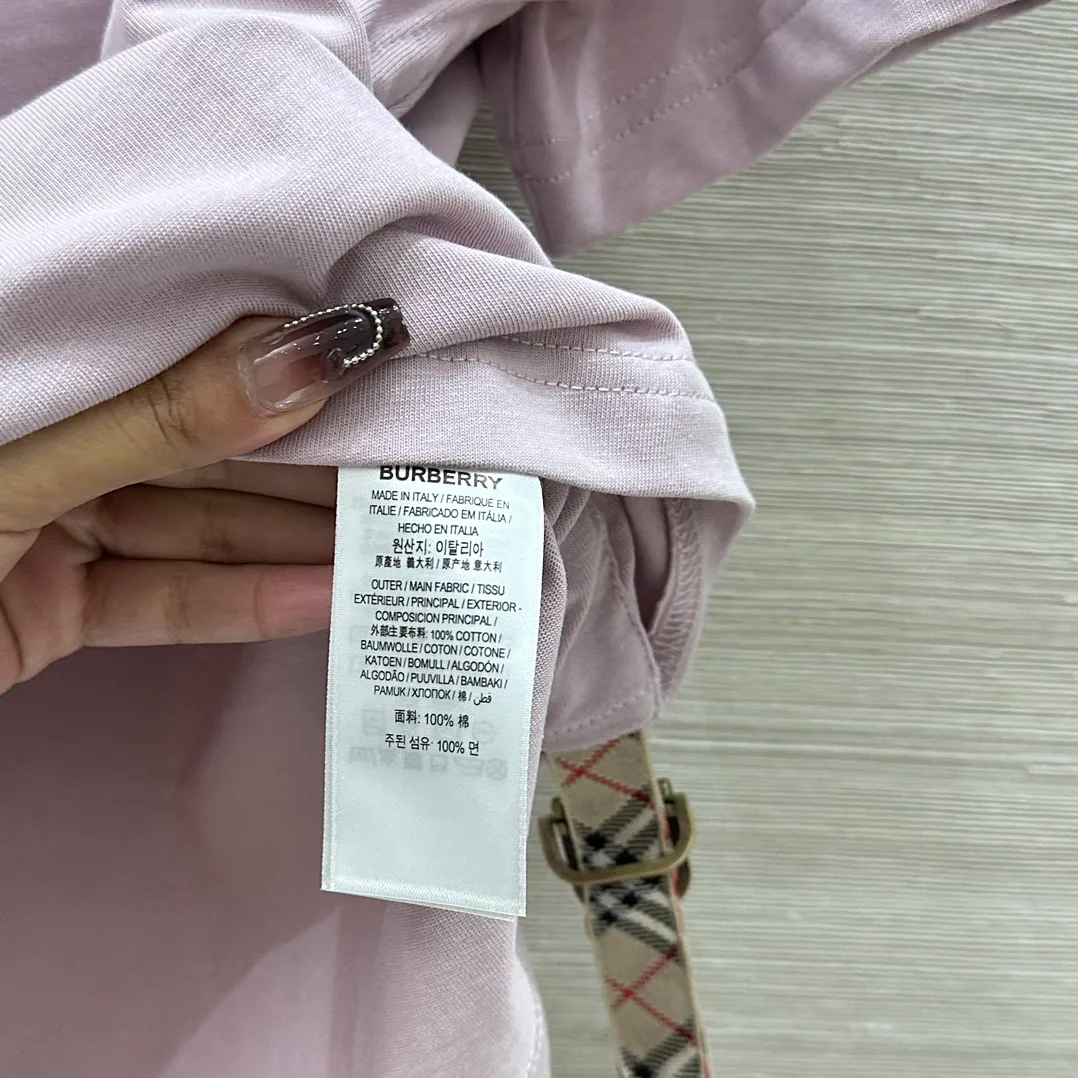 BURBERRY
MADE IN ITALY / FABRIQUÉ EN
ITALIE / FABRICADO EM ITÁLIA /
HECHO EN ITALIA
원산지: 이탈리아
原產地 義大利 / 原产地 意大利
OUTER / MAIN FABRIC / TISSU
EXTÉRIEUR / PRINCIPAL / EXTERIOR -
COMPOSICION PRINCIPAL /
外部住要布料: 100% COTTON /
BAUMWOLLE / COTON / COTONE /
KATOEN / BOMULL / ALGODÓN /
ALGODÃO / PUUVILLA / BAMBAKI /
PAMUK / ХЛОПОК / 棉 / قطن
面料: 100% 棉
주된 섬유: 100% 면